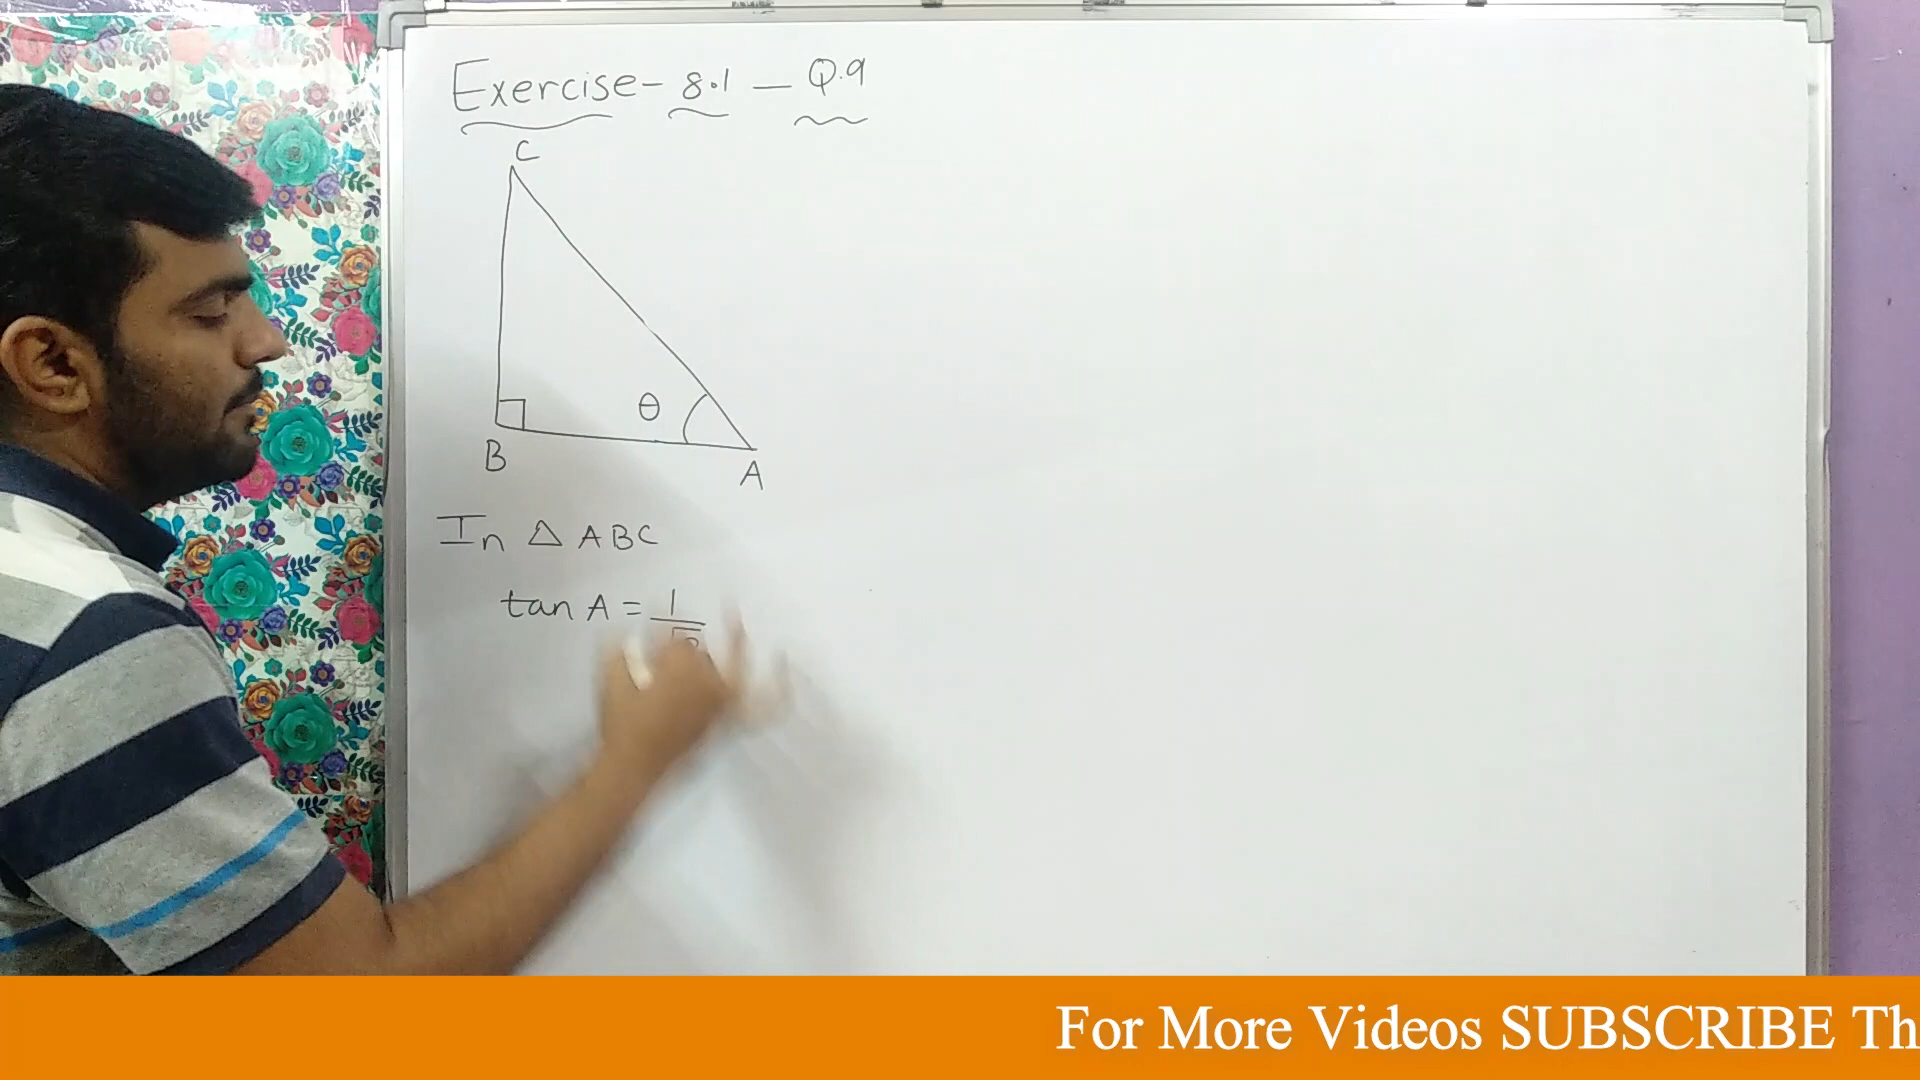 Exercise - 8.1 — Q.9
C
θ
B
A
In △ ABC
tan A = 1
For More Videos SUBSCRIBE Th